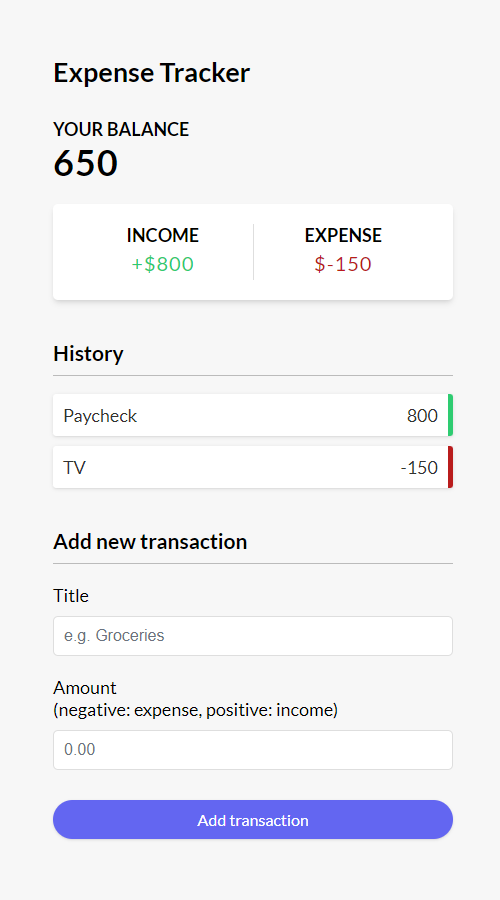 Expense Tracker
YOUR BALANCE
650
INCOME EXPENSE
+$800 $-150
History
Paycheck 800
TV -150
Add new transaction
Title
e.g. Groceries
Amount
(negative: expense, positive: income)
0.00
Add transaction